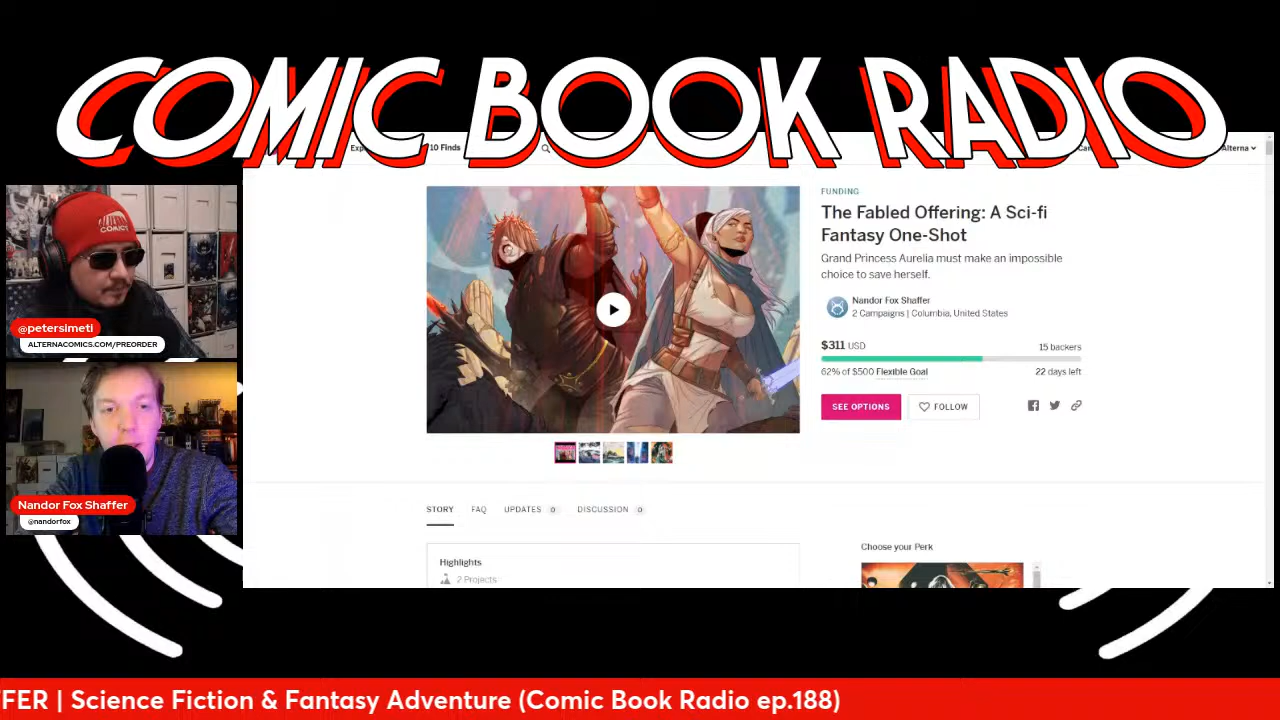 COMIC BOOK RADIO
10 Finds
Alterna
FUNDING
The Fabled Offering: A Sci-fi
Fantasy One-Shot
Grand Princess Aurelia must make an impossible
choice to save herself.
Nandor Fox Shaffer
2 Campaigns | Columbia, United States
$311 USD
15 backers
62% of $500 Flexible Goal
22 days left
SEE OPTIONS
FOLLOW
COMICS
@petersimeti
ALTERNACOMICS.COM/PREORDER
Nandor Fox Shaffer
@nandorfox
STORY
FAQ
UPDATES 0
DISCUSSION 0
Highlights
2 Projects
Choose your Perk
FFER | Science Fiction & Fantasy Adventure (Comic Book Radio ep.188)